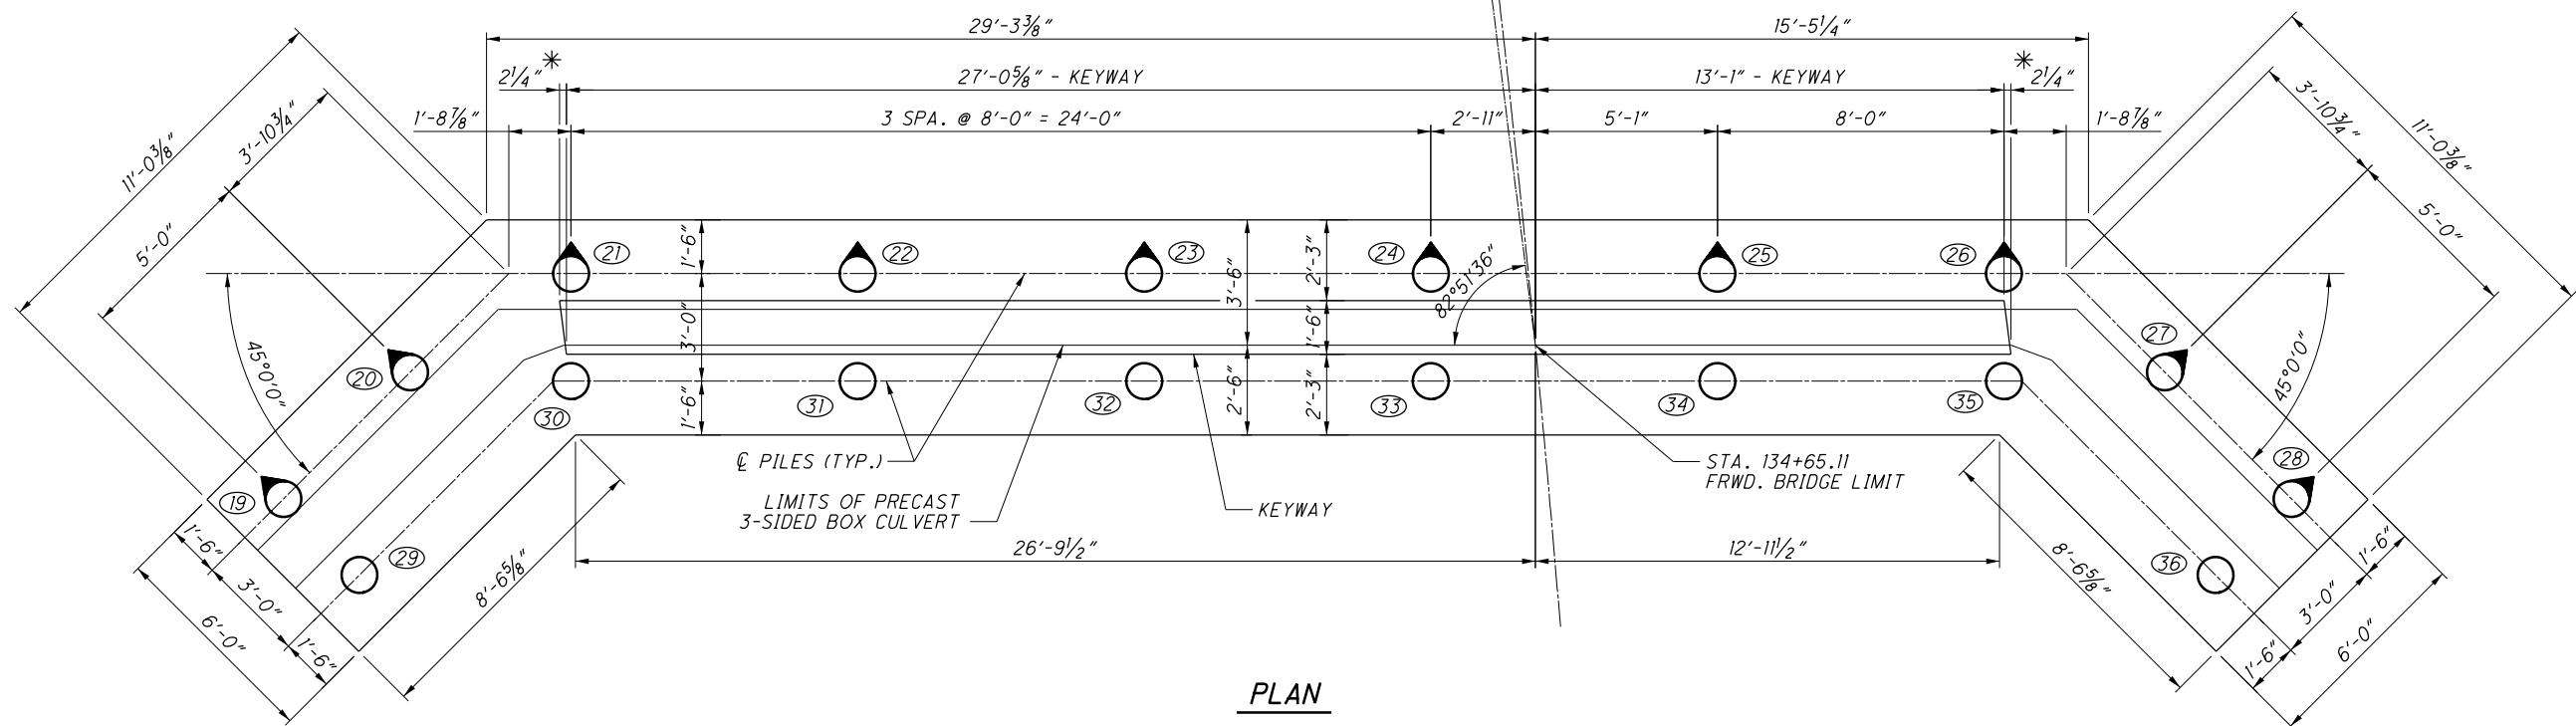 29'-3⅜" 15'-5¼"
2¼" * 27'-0⅝" - KEYWAY 13'-1" - KEYWAY * 2¼"
1'-8⅞" 3 SPA. @ 8'-0" = 24'-0" 2'-11" 5'-1" 8'-0" 1'-8⅞"
11'-0⅜" 3'-10¾" 3'-10¾" 11'-0⅜"
5'-0" 5'-0"
21 1'-6" 22 23 3'-6" 2'-3" 24 82°51'36" 25 26
45°0'0" 20 3'-0" 1'-6" 27 45°0'0"
30 1'-6" 31 32 2'-6" 2'-3" 33 34 35
19 ℄ PILES (TYP.) STA. 134+65.11 28
FRWD. BRIDGE LIMIT
LIMITS OF PRECAST
3-SIDED BOX CULVERT KEYWAY
1'-6" 29 26'-9½" 12'-11½" 36 1'-6"
3'-0" 8'-6⅝" 8'-6⅝" 3'-0"
6'-0" 1'-6" 1'-6" 6'-0"
PLAN